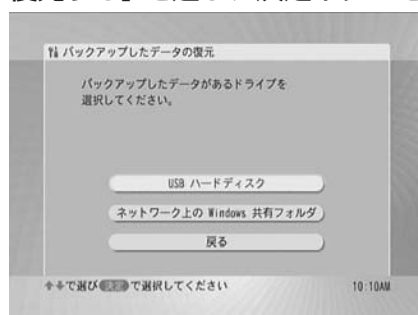 バックアップしたデータの復元
バックアップしたデータがあるドライブを
選択してください。
USB ハードディスク
ネットワーク上の Windows 共有フォルダ
戻る
で選び 決定 で選択してください
10:10AM